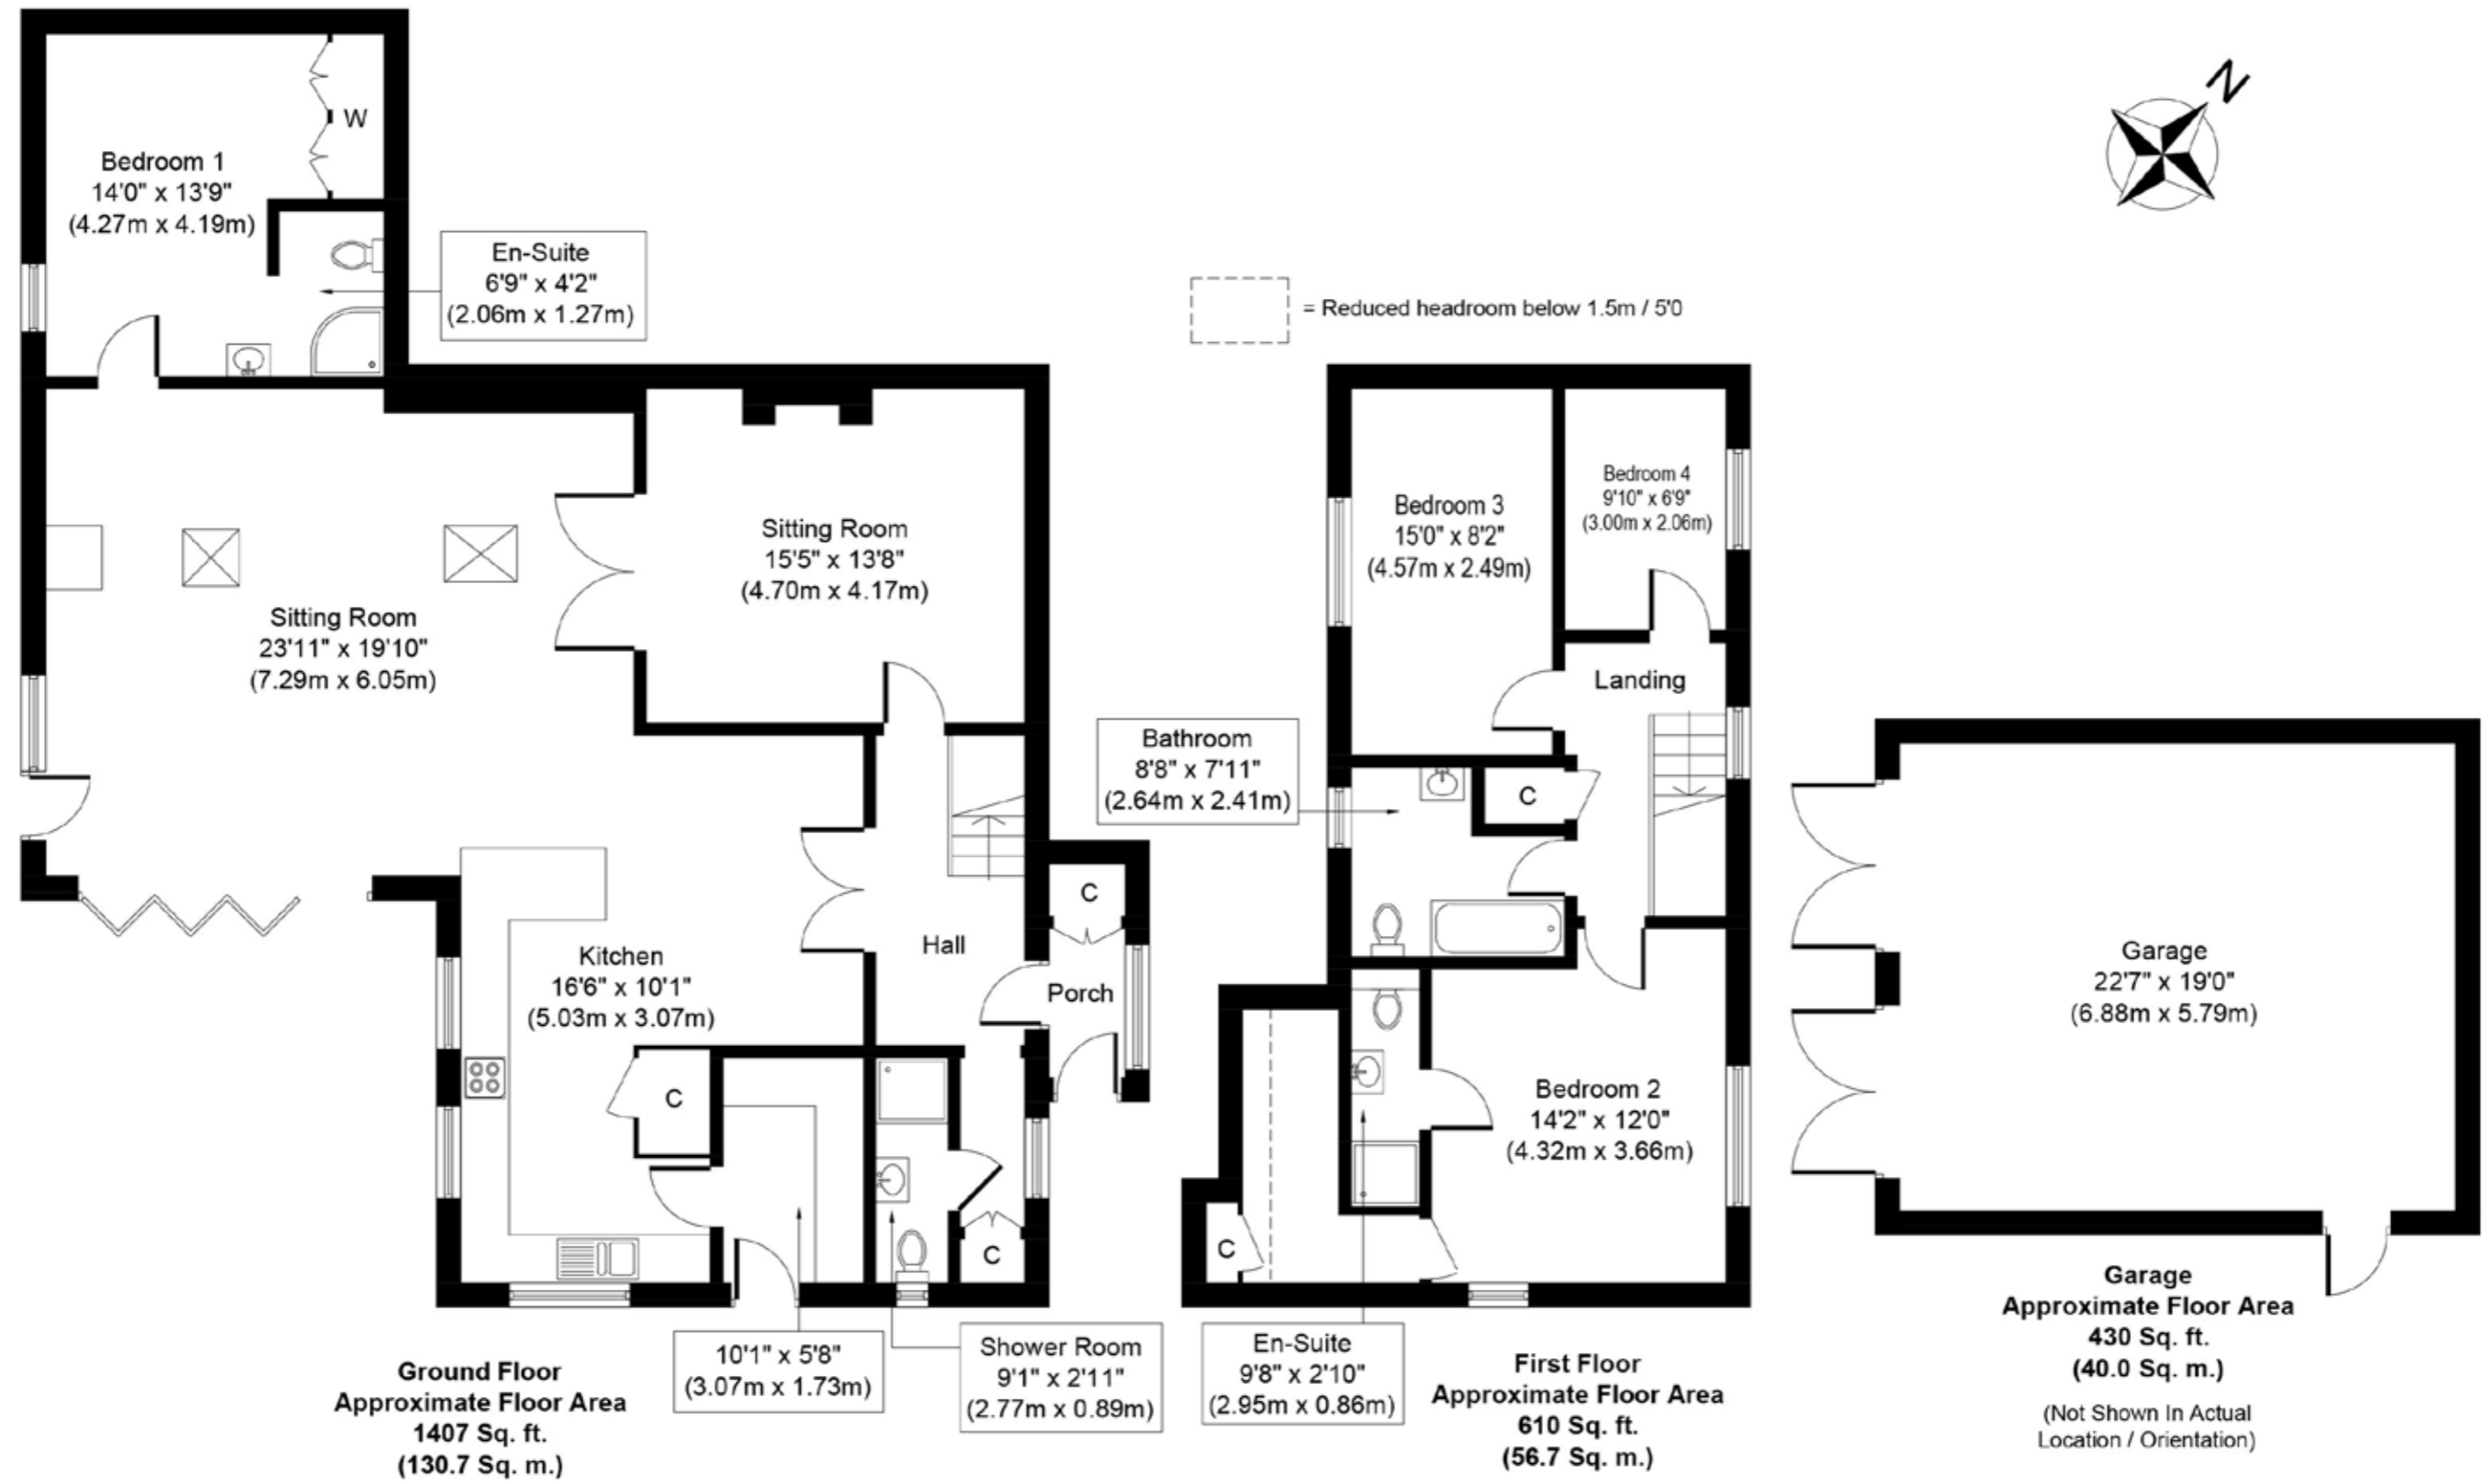 N
W
Bedroom 1
14'0" x 13'9"
(4.27m x 4.19m)
En-Suite
6'9" x 4'2"
(2.06m x 1.27m)
= Reduced headroom below 1.5m / 5'0
Sitting Room
15'5" x 13'8"
(4.70m x 4.17m)
Sitting Room
23'11" x 19'10"
(7.29m x 6.05m)
Kitchen
16'6" x 10'1"
(5.03m x 3.07m)
Hall
C
Porch
C
C
10'1" x 5'8"
(3.07m x 1.73m)
Shower Room
9'1" x 2'11"
(2.77m x 0.89m)
Ground Floor
Approximate Floor Area
1407 Sq. ft.
(130.7 Sq. m.)
Bedroom 3
15'0" x 8'2"
(4.57m x 2.49m)
Bedroom 4
9'10" x 6'9"
(3.00m x 2.06m)
Landing
Bathroom
8'8" x 7'11"
(2.64m x 2.41m)
C
Bedroom 2
14'2" x 12'0"
(4.32m x 3.66m)
C
En-Suite
9'8" x 2'10"
(2.95m x 0.86m)
First Floor
Approximate Floor Area
610 Sq. ft.
(56.7 Sq. m.)
Garage
22'7" x 19'0"
(6.88m x 5.79m)
Garage
Approximate Floor Area
430 Sq. ft.
(40.0 Sq. m.)
(Not Shown In Actual
Location / Orientation)